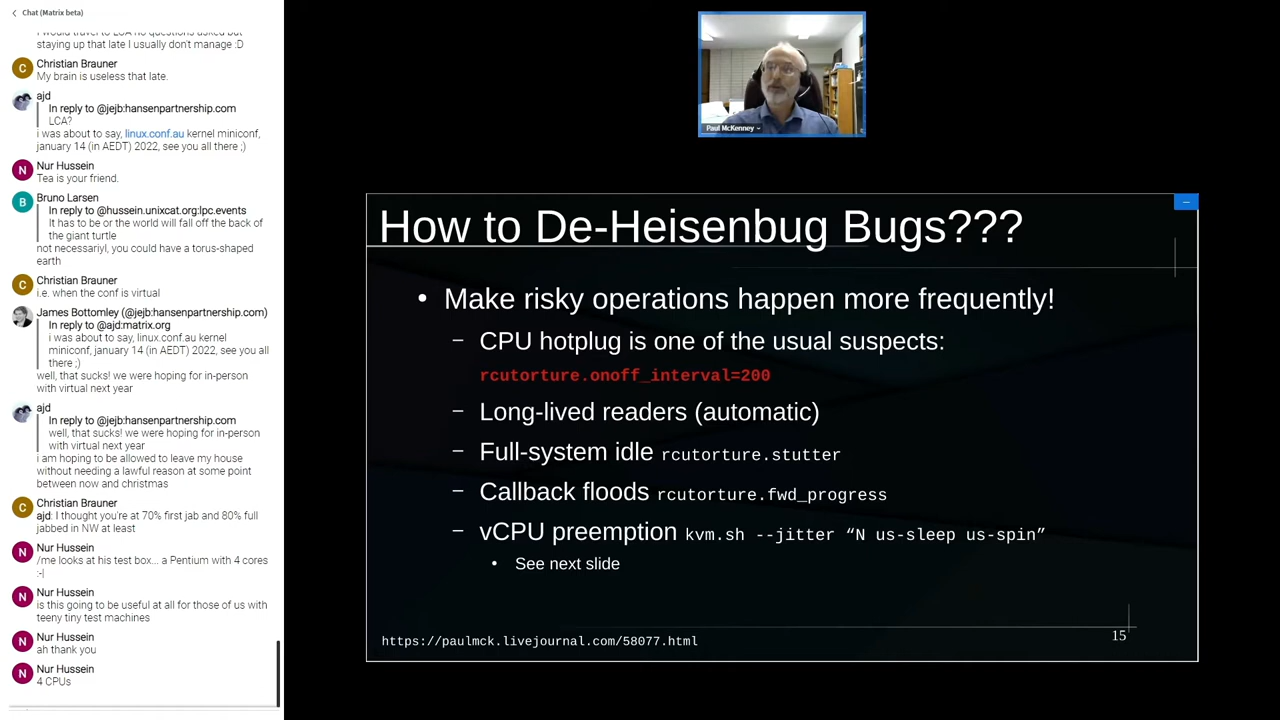 Chat (Matrix beta)
I would travel to LCA no questions asked but
staying up that late I usually don't manage :D
Christian Brauner
C
My brain is useless that late.
ajd
In reply to @jejb:hansenpartnership.com
LCA?
i was about to say, linux.conf.au kernel miniconf,
january 14 (in AEDT) 2022, see you all there ;)
Nur Hussein
N
Tea is your friend.
Bruno Larsen
B
In reply to @hussein.unixcat.org:lpc.events
It has to be or the world will fall off the back of
the giant turtle
not necessariyl, you could have a torus-shaped
earth
Christian Brauner
C
i.e. when the conf is virtual
James Bottomley (@jejb:hansenpartnership.com)
In reply to @ajd:matrix.org
i was about to say, linux.conf.au kernel
miniconf, january 14 (in AEDT) 2022, see you all
there ;)
well, that sucks! we were hoping for in-person
with virtual next year
ajd
In reply to @jejb:hansenpartnership.com
well, that sucks! we were hoping for in-person
with virtual next year
i am hoping to be allowed to leave my house
without needing a lawful reason at some point
between now and christmas
Christian Brauner
C
ajd: I thought you're at 70% first jab and 80% full
jabbed in NW at least
Nur Hussein
N
/me looks at his test box... a Pentium with 4 cores
:-|
Nur Hussein
N
is this going to be useful at all for those of us with
teeny tiny test machines
Nur Hussein
N
ah thank you
Nur Hussein
N
4 CPUs
Paul McKenney
How to De-Heisenbug Bugs???
• Make risky operations happen more frequently!
– CPU hotplug is one of the usual suspects:
rcutorture.onoff_interval=200
– Long-lived readers (automatic)
– Full-system idle rcutorture.stutter
– Callback floods rcutorture.fwd_progress
– vCPU preemption kvm.sh --jitter “N us-sleep us-spin”
• See next slide
15
https://paulmck.livejournal.com/58077.html